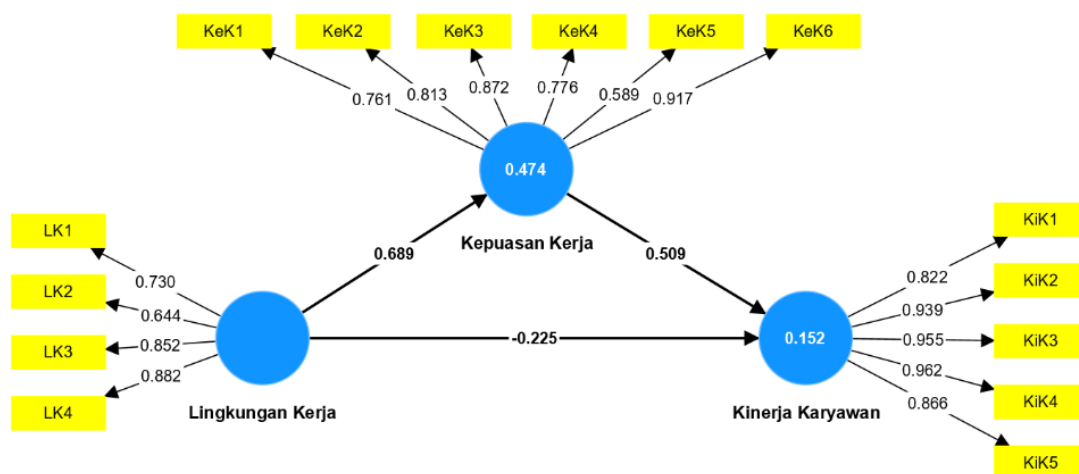 KeK1
KeK2
KeK3
KeK4
KeK5
KeK6
0.761
0.813
0.872
0.776
0.589
0.917
0.474
Kepuasan Kerja
LK1
LK2
LK3
LK4
0.730
0.644
0.852
0.882
Lingkungan Kerja
0.689
0.509
-0.225
0.152
Kinerja Karyawan
0.822
0.939
0.955
0.962
0.866
KiK1
KiK2
KiK3
KiK4
KiK5